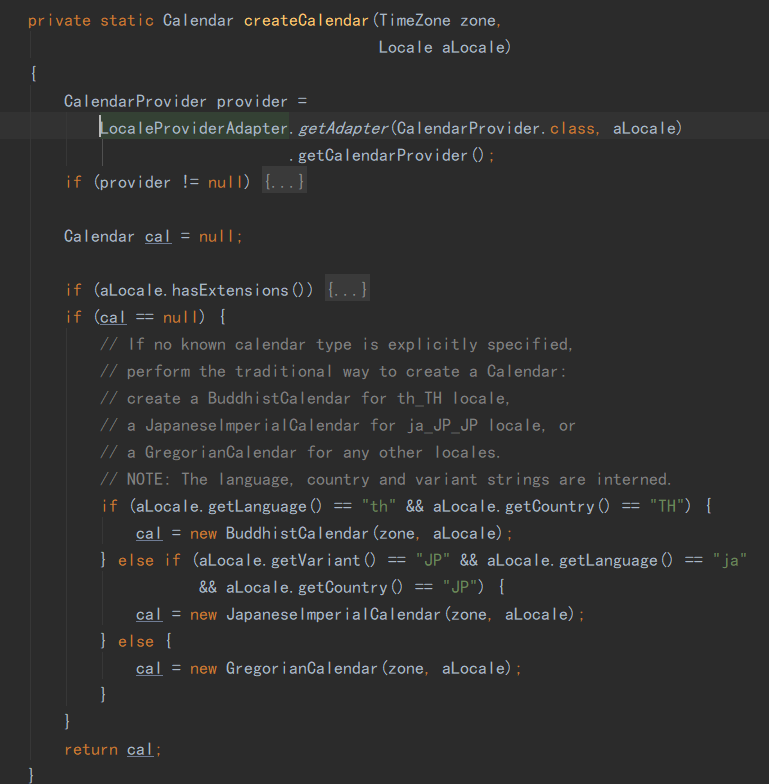 private static Calendar createCalendar(TimeZone zone,
                                       Locale aLocale)
{
    CalendarProvider provider =
        LocaleProviderAdapter.getAdapter(CalendarProvider.class, aLocale)
                             .getCalendarProvider();
    if (provider != null) {...}

    Calendar cal = null;

    if (aLocale.hasExtensions()) {...}
    if (cal == null) {
        // If no known calendar type is explicitly specified,
        // perform the traditional way to create a Calendar:
        // create a BuddhistCalendar for th_TH locale,
        // a JapaneseImperialCalendar for ja_JP_JP locale, or
        // a GregorianCalendar for any other locales.
        // NOTE: The language, country and variant strings are interned.
        if (aLocale.getLanguage() == "th" && aLocale.getCountry() == "TH") {
            cal = new BuddhistCalendar(zone, aLocale);
        } else if (aLocale.getVariant() == "JP" && aLocale.getLanguage() == "ja"
                   && aLocale.getCountry() == "JP") {
            cal = new JapaneseImperialCalendar(zone, aLocale);
        } else {
            cal = new GregorianCalendar(zone, aLocale);
        }
    }
    return cal;
}